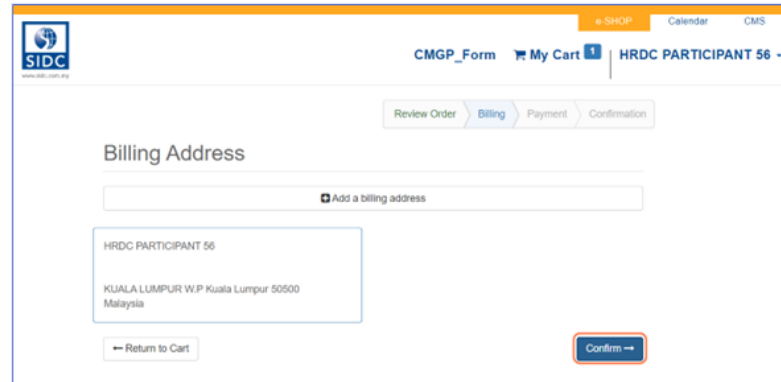 e-SHOP Calendar CMS
SIDC
www.sidc.com.my
CMGP_Form My Cart 1 HRDC PARTICIPANT 56
Review Order Billing Payment Confirmation
Billing Address
Add a billing address
HRDC PARTICIPANT 56
KUALA LUMPUR W.P Kuala Lumpur 50500
Malaysia
← Return to Cart Confirm →